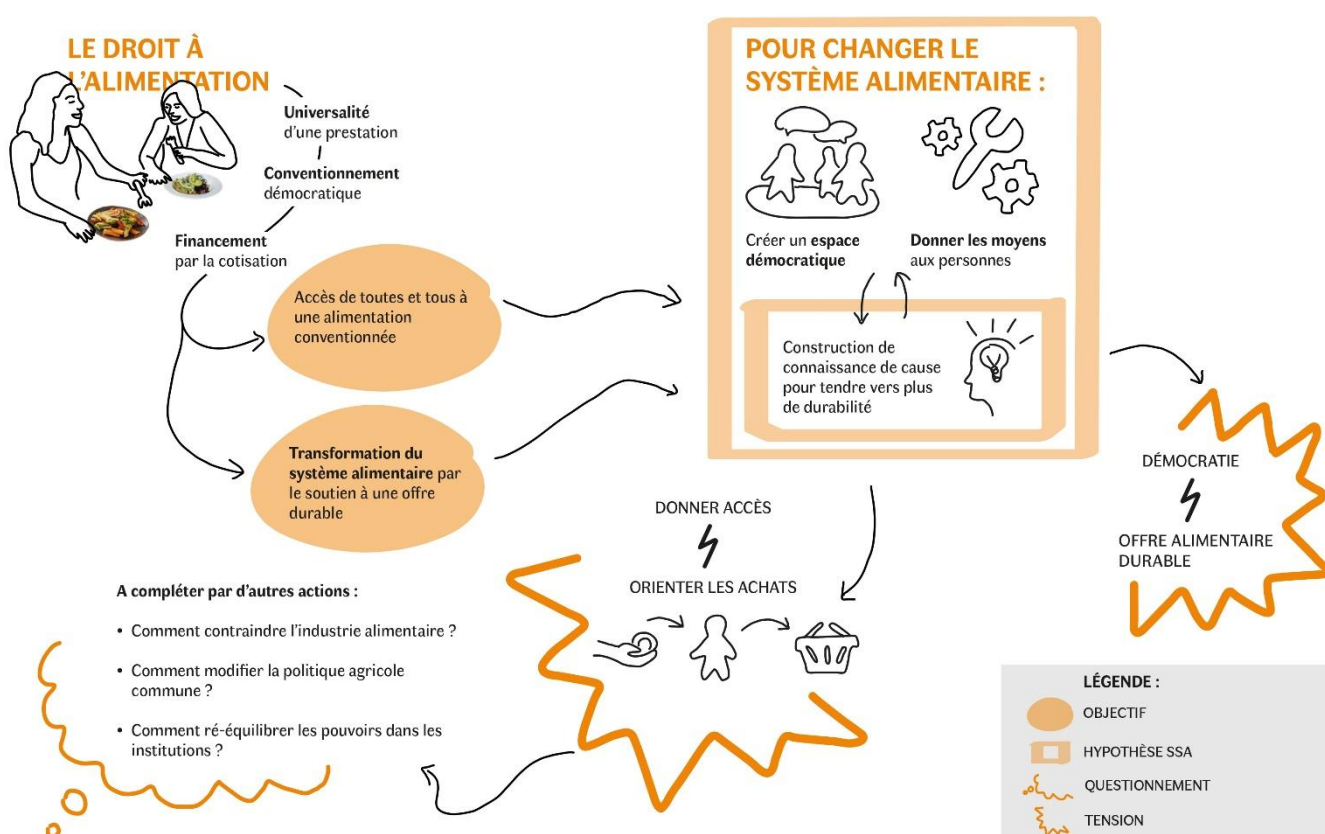 LE DROIT À
L'ALIMENTATION
Universalité
d'une prestation
Conventionnement
démocratique
Financement
par la cotisation
Accès de toutes et tous à
une alimentation
conventionnée
Transformation du
système alimentaire par
le soutien à une offre
durable
POUR CHANGER LE
SYSTÈME ALIMENTAIRE :
Créer un espace
démocratique
Donner les moyens
aux personnes
Construction de
connaissance de cause
pour tendre vers plus
de durabilité
DÉMOCRATIE
OFFRE ALIMENTAIRE
DURABLE
DONNER ACCÈS
ORIENTER LES ACHATS
A compléter par d'autres actions :
• Comment contraindre l'industrie alimentaire ?
• Comment modifier la politique agricole
commune ?
• Comment ré-équilibrer les pouvoirs dans les
institutions ?
LÉGENDE :
OBJECTIF
HYPOTHÈSE SSA
QUESTIONNEMENT
TENSION